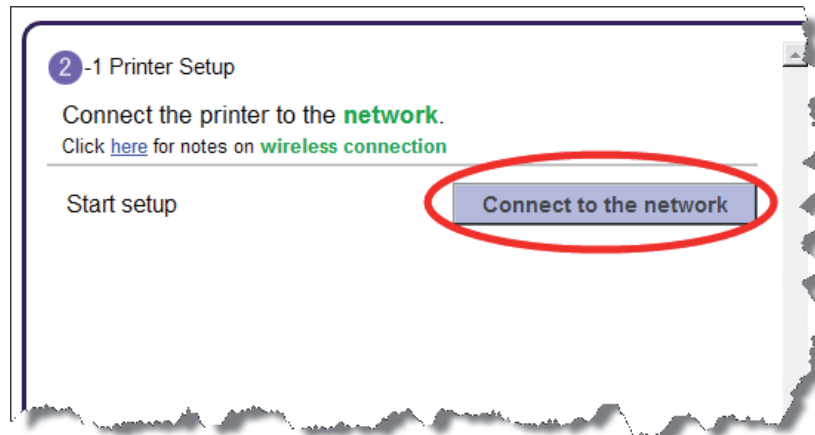 2-1 Printer Setup
Connect the printer to the network.
Click here for notes on wireless connection
Start setup
Connect to the network